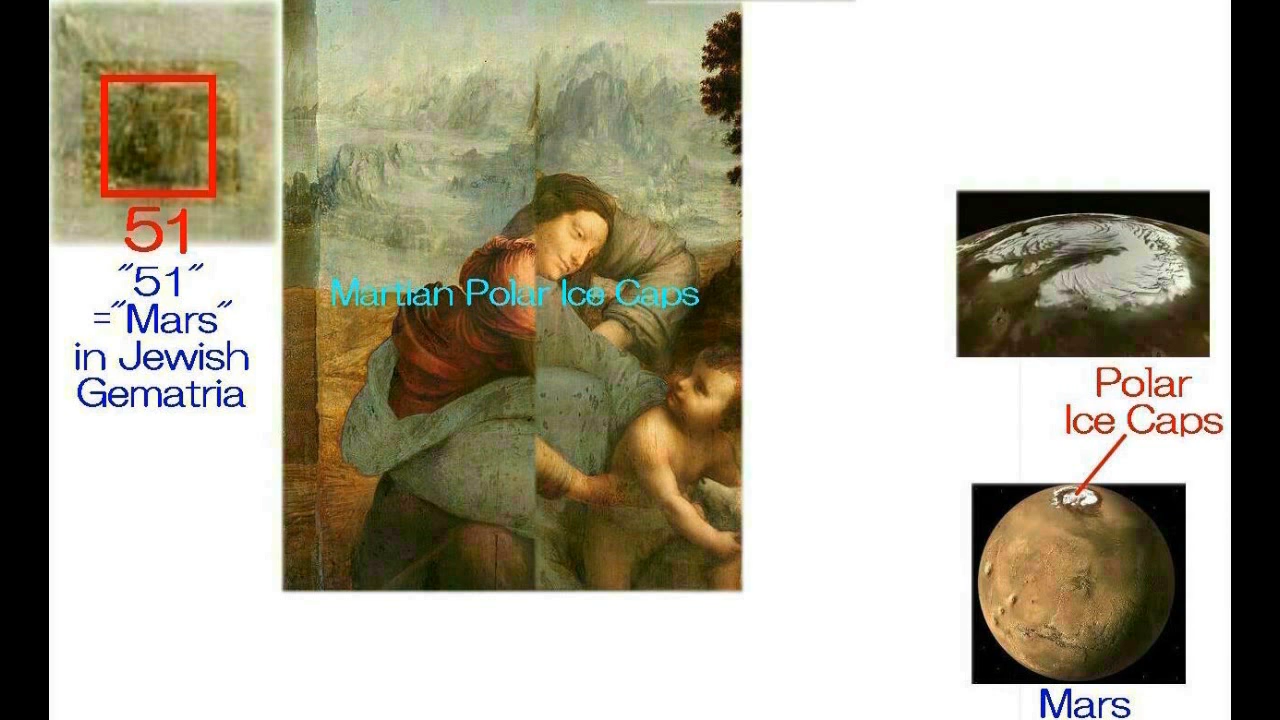 51
"51"
="Mars"
in Jewish
Gematria
Martian Polar Ice Caps
Polar
Ice Caps
Mars